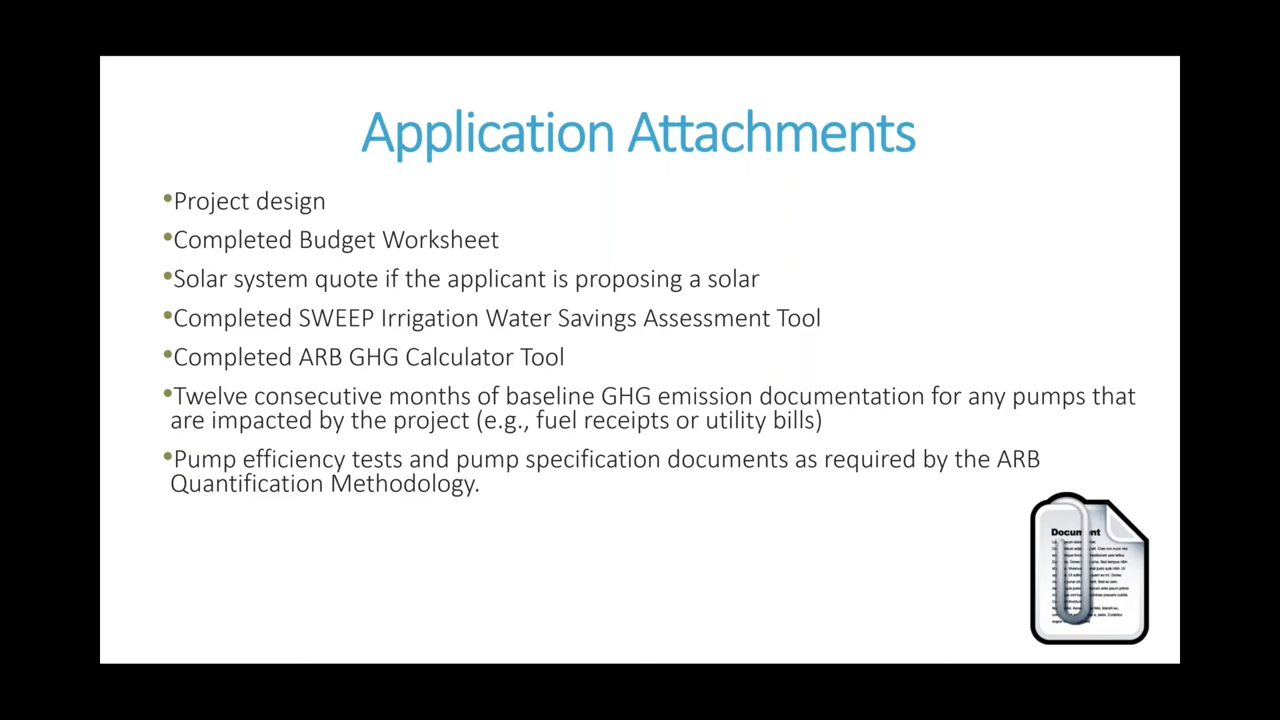 Application Attachments
•Project design
•Completed Budget Worksheet
•Solar system quote if the applicant is proposing a solar
•Completed SWEEP Irrigation Water Savings Assessment Tool
•Completed ARB GHG Calculator Tool
•Twelve consecutive months of baseline GHG emission documentation for any pumps that
are impacted by the project (e.g., fuel receipts or utility bills)
•Pump efficiency tests and pump specification documents as required by the ARB
Quantification Methodology.
Document